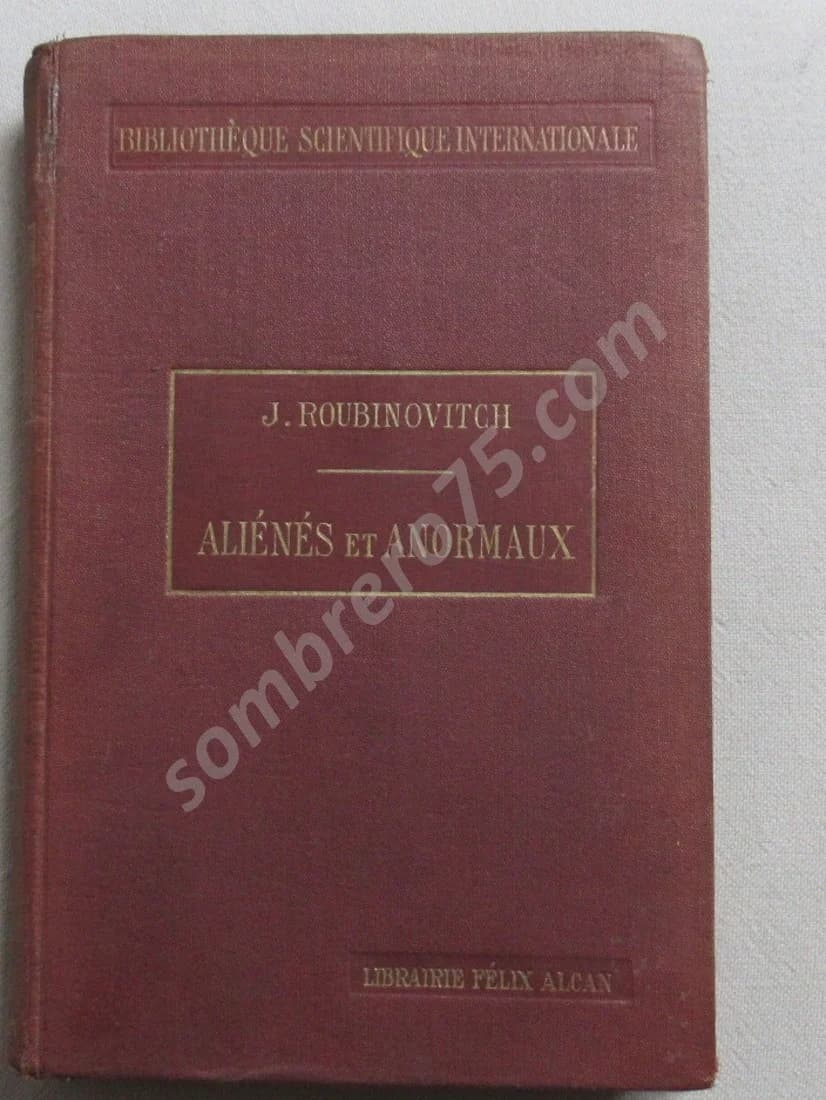 BIBLIOTHÈQUE SCIENTIFIQUE INTERNATIONALE
J. ROUBINOVITCH
ALIÉNÉS ET ANORMAUX
sombrero75.com
LIBRAIRIE FÉLIX ALCAN